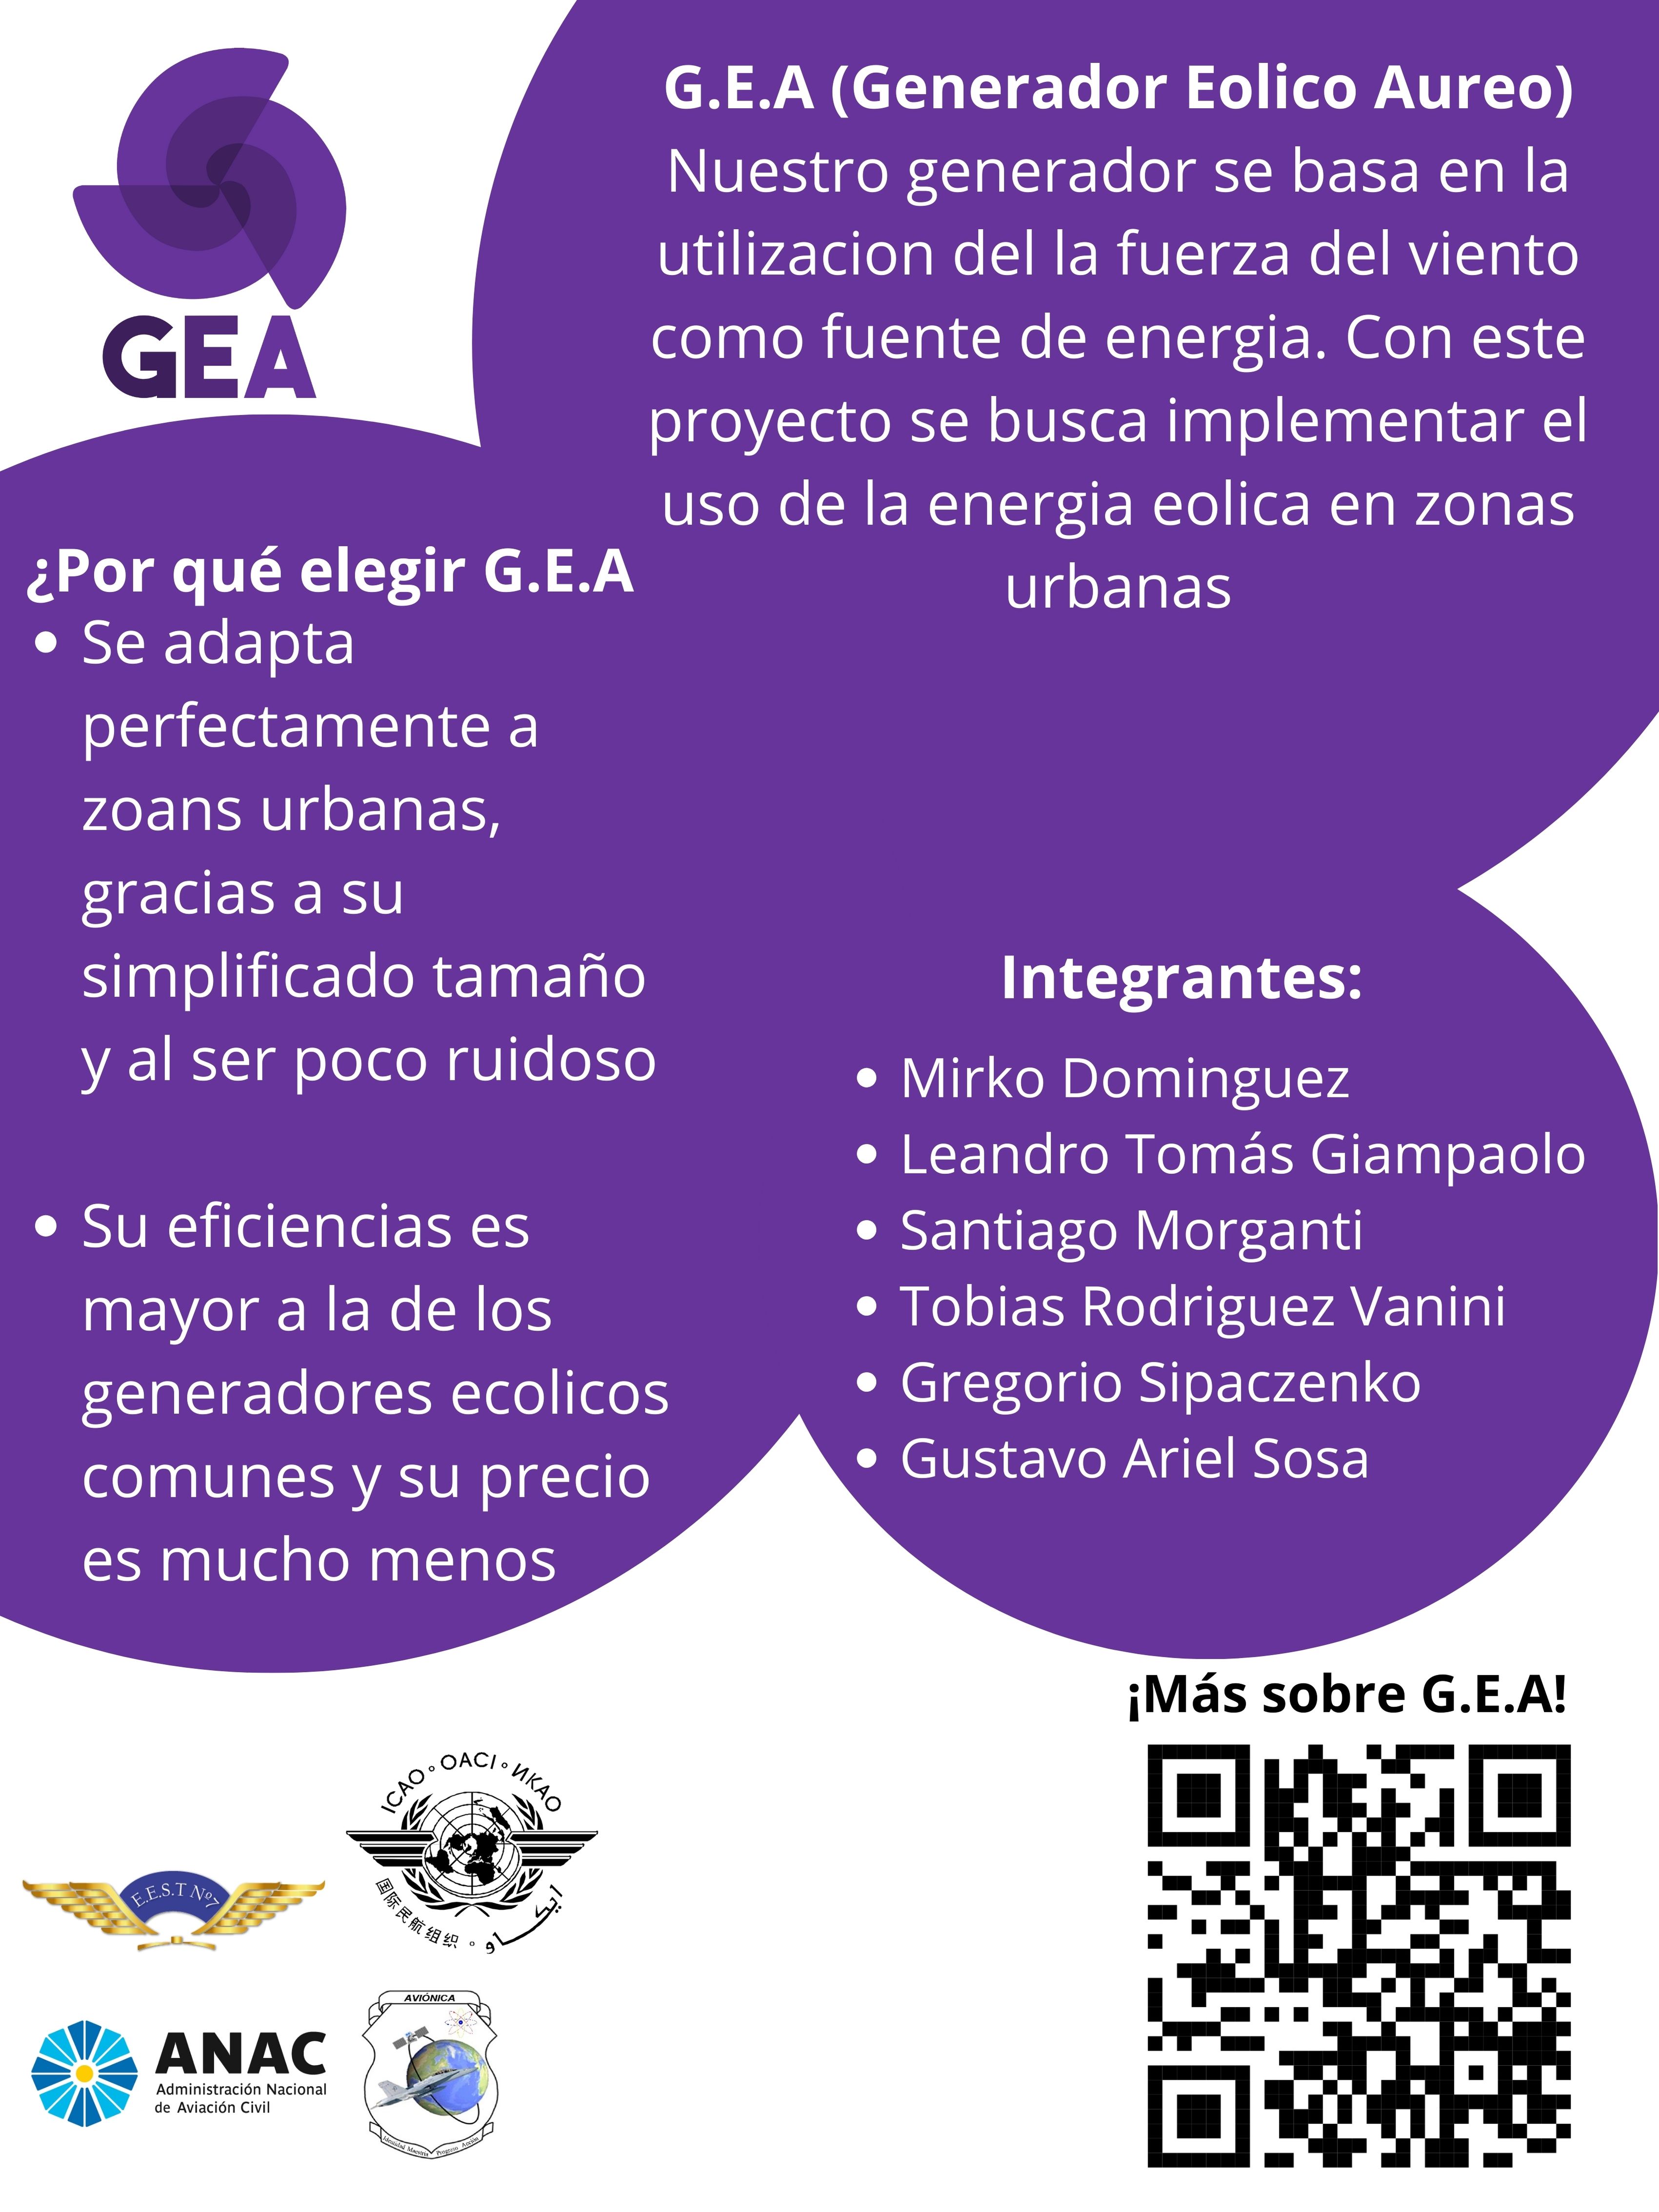 GEA
G.E.A (Generador Eolico Aureo)
Nuestro generador se basa en la
utilizacion del la fuerza del viento
como fuente de energia. Con este
proyecto se busca implementar el
uso de la energia eolica en zonas
urbanas
¿Por qué elegir G.E.A
Se adapta
perfectamente a
zoans urbanas,
gracias a su
simplificado tamaño
y al ser poco ruidoso
Su eficiencias es
mayor a la de los
generadores ecolicos
comunes y su precio
es mucho menos
Integrantes:
Mirko Dominguez
Leandro Tomás Giampaolo
Santiago Morganti
Tobias Rodriguez Vanini
Gregorio Sipaczenko
Gustavo Ariel Sosa
¡Más sobre G.E.A!
E.E.S.T Nº7
ICAO ° OACI ° ИКАО
国际民航组织 ° ايكاو
ANAC
Administración Nacional
de Aviación Civil
AVIÓNICA